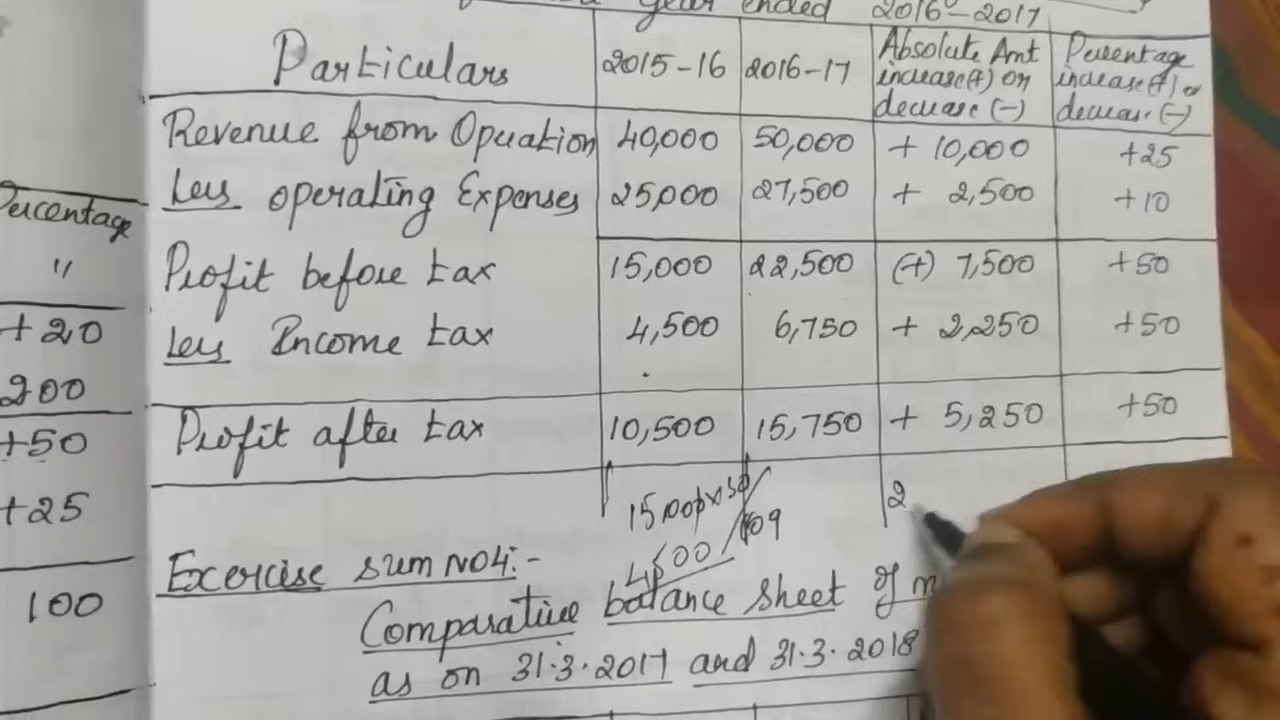 year ended 2016-2017
Particulars 2015-16 2016-17 Absolute Amt increase(+) or decrease (-) Percentage increase(+) or decreas. (-)
Revenue from Operation 40,000 50,000 + 10,000 +25
Less operating Expenses 25,000 27,500 + 2,500 +10
Profit before tax 15,000 22,500 (+) 7,500 +50
Less Income tax 4,500 6,750 + 2,250 +50
Profit after tax 10,500 15,750 + 5,250 +50
2
Exercise sum NO4:-
Comparative balance sheet of m
as on 31.3.2017 and 31.3.2018
Percentage
"
+20
200
+50
+25
100